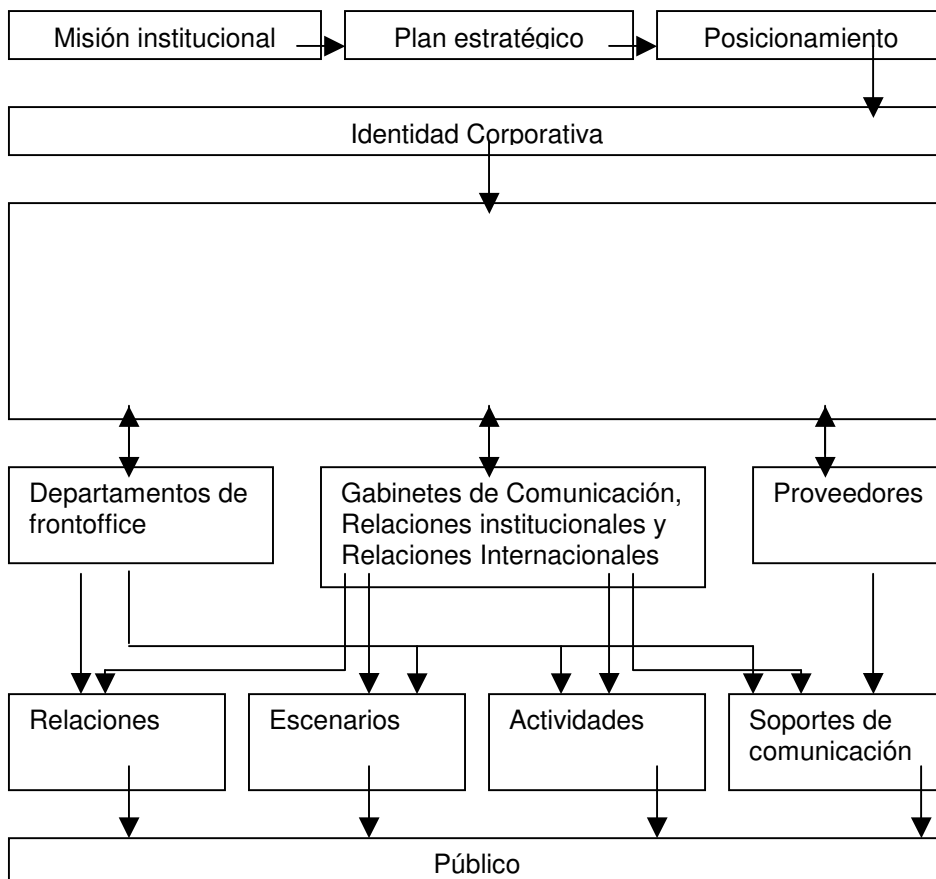 Misión institucional
Plan estratégico
Posicionamiento
Identidad Corporativa
Departamentos de
frontoffice
Gabinetes de Comunicación,
Relaciones institucionales y
Relaciones Internacionales
Proveedores
Relaciones
Escenarios
Actividades
Soportes de
comunicación
Público